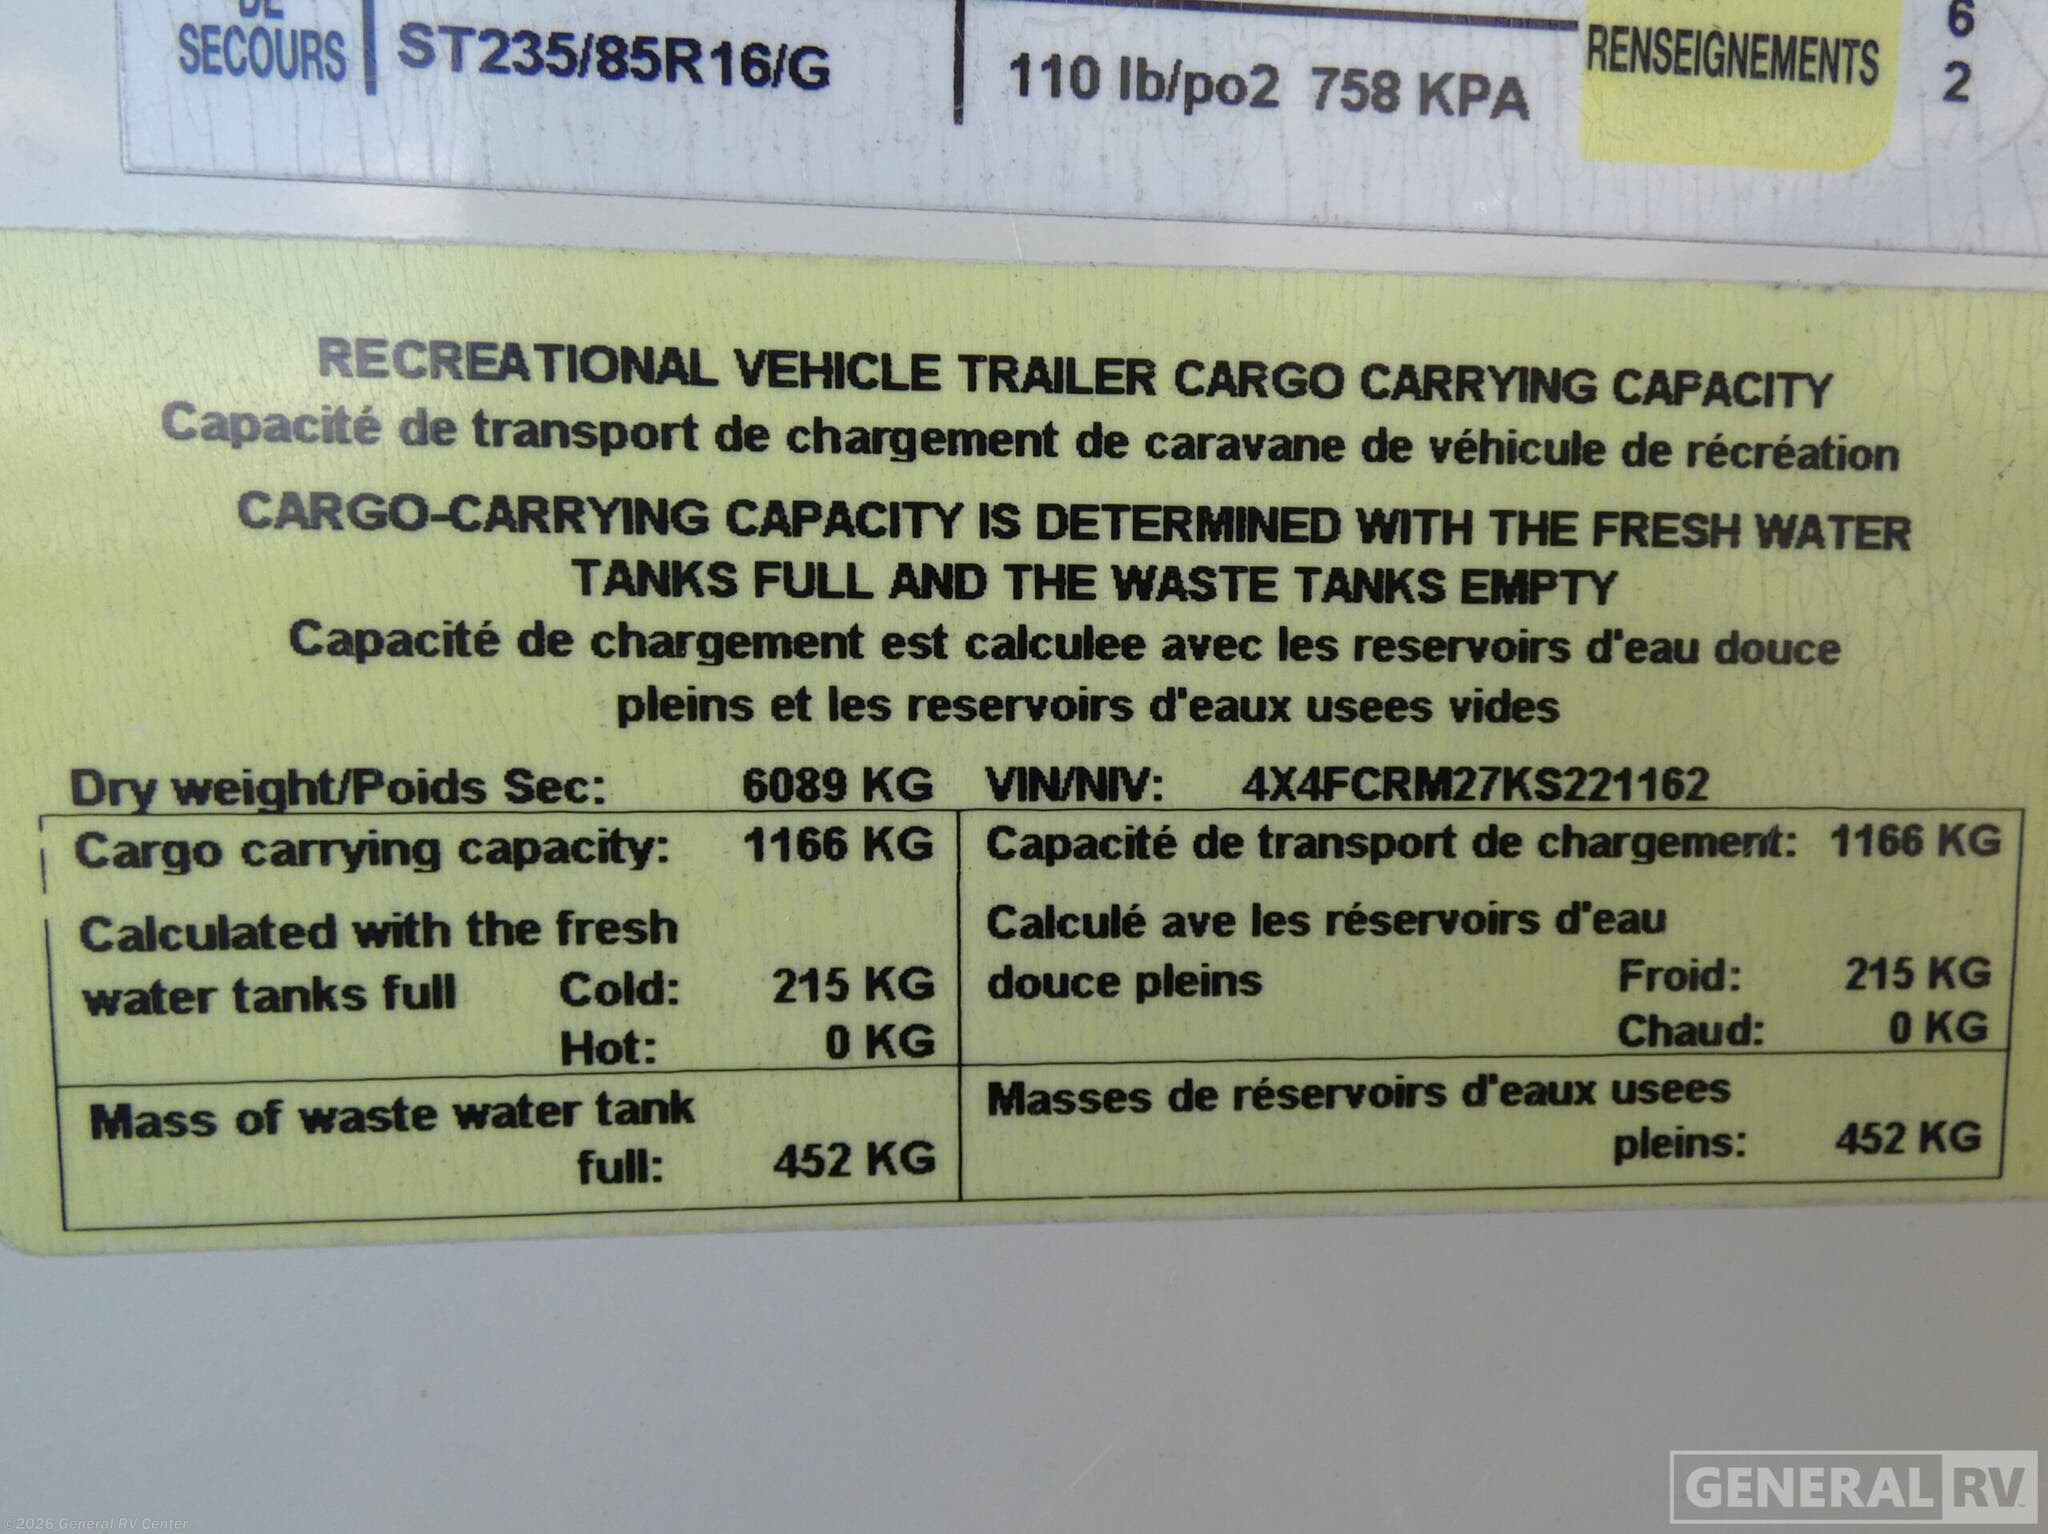 DE
SECOURS
ST235/85R16/G
110 lb/po2 758 KPA
RENSEIGNEMENTS
6
2
RECREATIONAL VEHICLE TRAILER CARGO CARRYING CAPACITY
Capacité de transport de chargement de caravane de véhicule de récréation
CARGO-CARRYING CAPACITY IS DETERMINED WITH THE FRESH WATER
TANKS FULL AND THE WASTE TANKS EMPTY
Capacité de chargement est calculee avec les reservoirs d'eau douce
pleins et les reservoirs d'eaux usees vides
Dry weight/Poids Sec: 6089 KG VIN/NIV: 4X4FCRM27KS221162
Cargo carrying capacity: 1166 KG
Calculated with the fresh
water tanks full Cold: 215 KG
Hot: 0 KG
Mass of waste water tank
full: 452 KG
Capacité de transport de chargement: 1166 KG
Calculé ave les réservoirs d'eau
douce pleins Froid: 215 KG
Chaud: 0 KG
Masses de réservoirs d'eaux usees
pleins: 452 KG
GENERAL RV
©2026 General RV Center